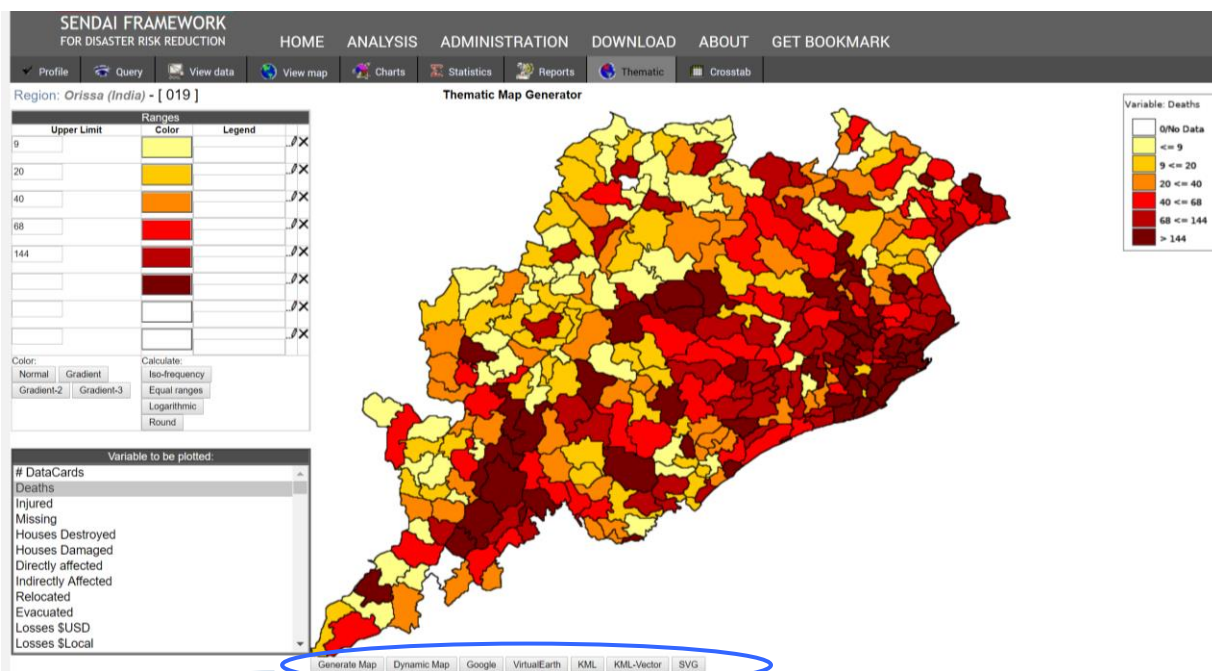 SENDAI FRAMEWORK
FOR DISASTER RISK REDUCTION
HOME ANALYSIS ADMINISTRATION DOWNLOAD ABOUT GET BOOKMARK
Profile Query View data View map Charts Statistics Reports Thematic Crosstab
Region: Orissa (India) - [ 019 ]
Thematic Map Generator
Ranges
Upper Limit Color Legend
9
20
40
68
144
Color: Calculate:
Normal Gradient Iso-frequency
Gradient-2 Gradient-3 Equal ranges
Logarithmic
Round
Variable to be plotted:
# DataCards
Deaths
Injured
Missing
Houses Destroyed
Houses Damaged
Directly affected
Indirectly Affected
Relocated
Evacuated
Losses $USD
Losses $Local
Variable: Deaths
0/No Data
<= 9
9 <= 20
20 <= 40
40 <= 68
68 <= 144
> 144
Generate Map Dynamic Map Google VirtualEarth KML KML-Vector SVG